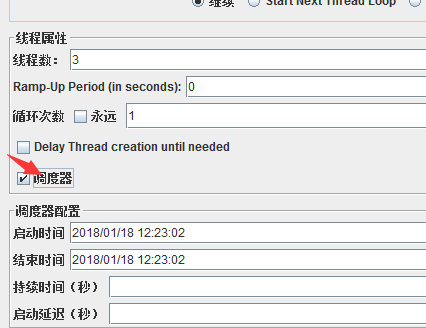 继续 Start Next Thread Loop
线程属性
线程数： 3
Ramp-Up Period (in seconds): 0
循环次数 永远 1
Delay Thread creation until needed
调度器
调度器配置
启动时间 2018/01/18 12:23:02
结束时间 2018/01/18 12:23:02
持续时间（秒）
启动延迟（秒）